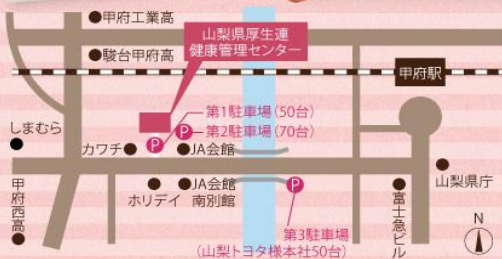 甲府工業高
山梨県厚生連
健康管理センター
駿台甲府高
甲府駅
第1駐車場(50台)
第2駐車場(70台)
しまむら
カワチ
P
P
JA会館
甲府西高
ホリデイ
JA会館
南別館
P
山梨県庁
富士急ビル
第3駐車場
(山梨トヨタ様本社50台)
N